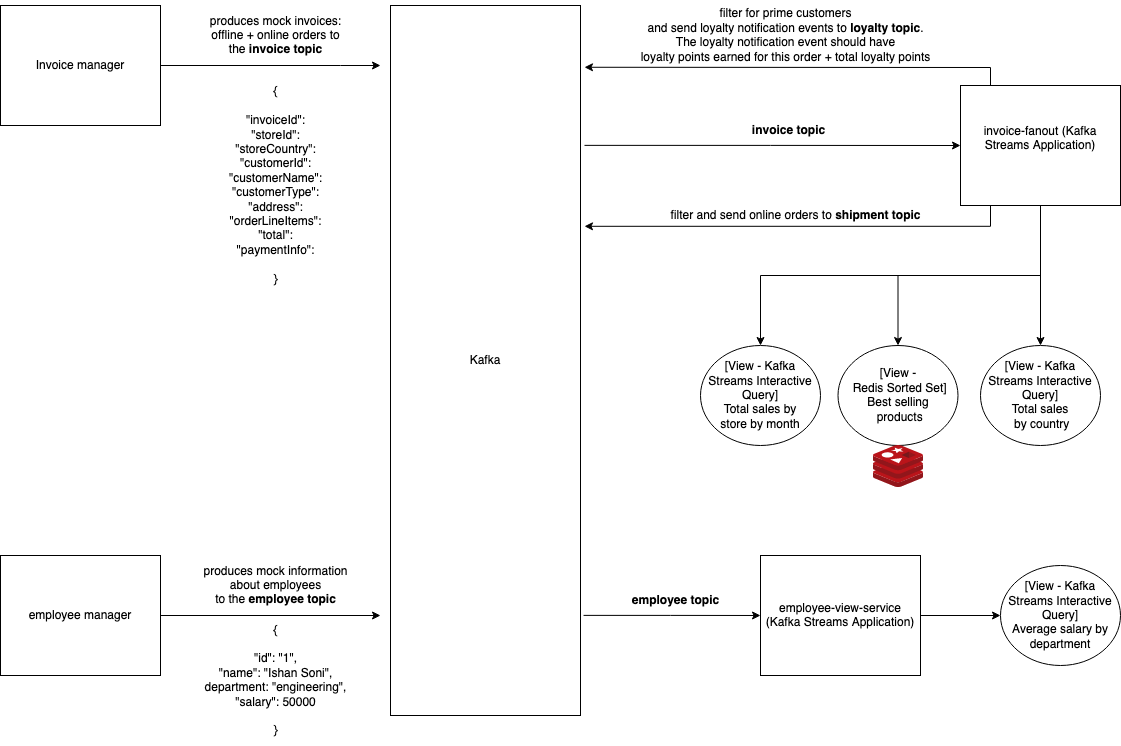 Invoice manager
produces mock invoices:
offline + online orders to
the invoice topic
{
"invoiceId":
"storeId":
"storeCountry":
"customerId":
"customerName":
"customerType":
"address":
"orderLineItems":
"total":
"paymentInfo":
}
Kafka
filter for prime customers
and send loyalty notification events to loyalty topic.
The loyalty notification event should have
loyalty points earned for this order + total loyalty points
invoice topic
invoice-fanout (Kafka
Streams Application)
filter and send online orders to shipment topic
[View - Kafka
Streams Interactive
Query]
Total sales by
store by month
[View -
Redis Sorted Set]
Best selling
products
[View - Kafka
Streams Interactive
Query]
Total sales
by country
employee manager
produces mock information
about employees
to the employee topic
{
"id": "1",
"name": "Ishan Soni",
department: "engineering",
"salary": 50000
}
employee topic
employee-view-service
(Kafka Streams Application)
[View - Kafka
Streams Interactive
Query]
Average salary by
department